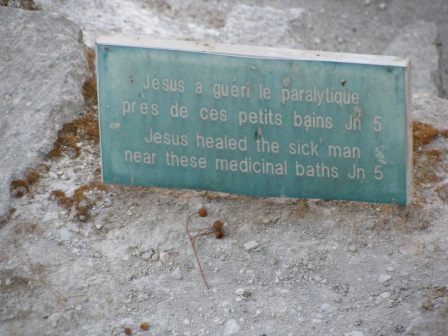 Jesus a guéri le paralytique
près de ces petits bains Jn 5
Jesus healed the sick man
near these medicinal baths Jn 5